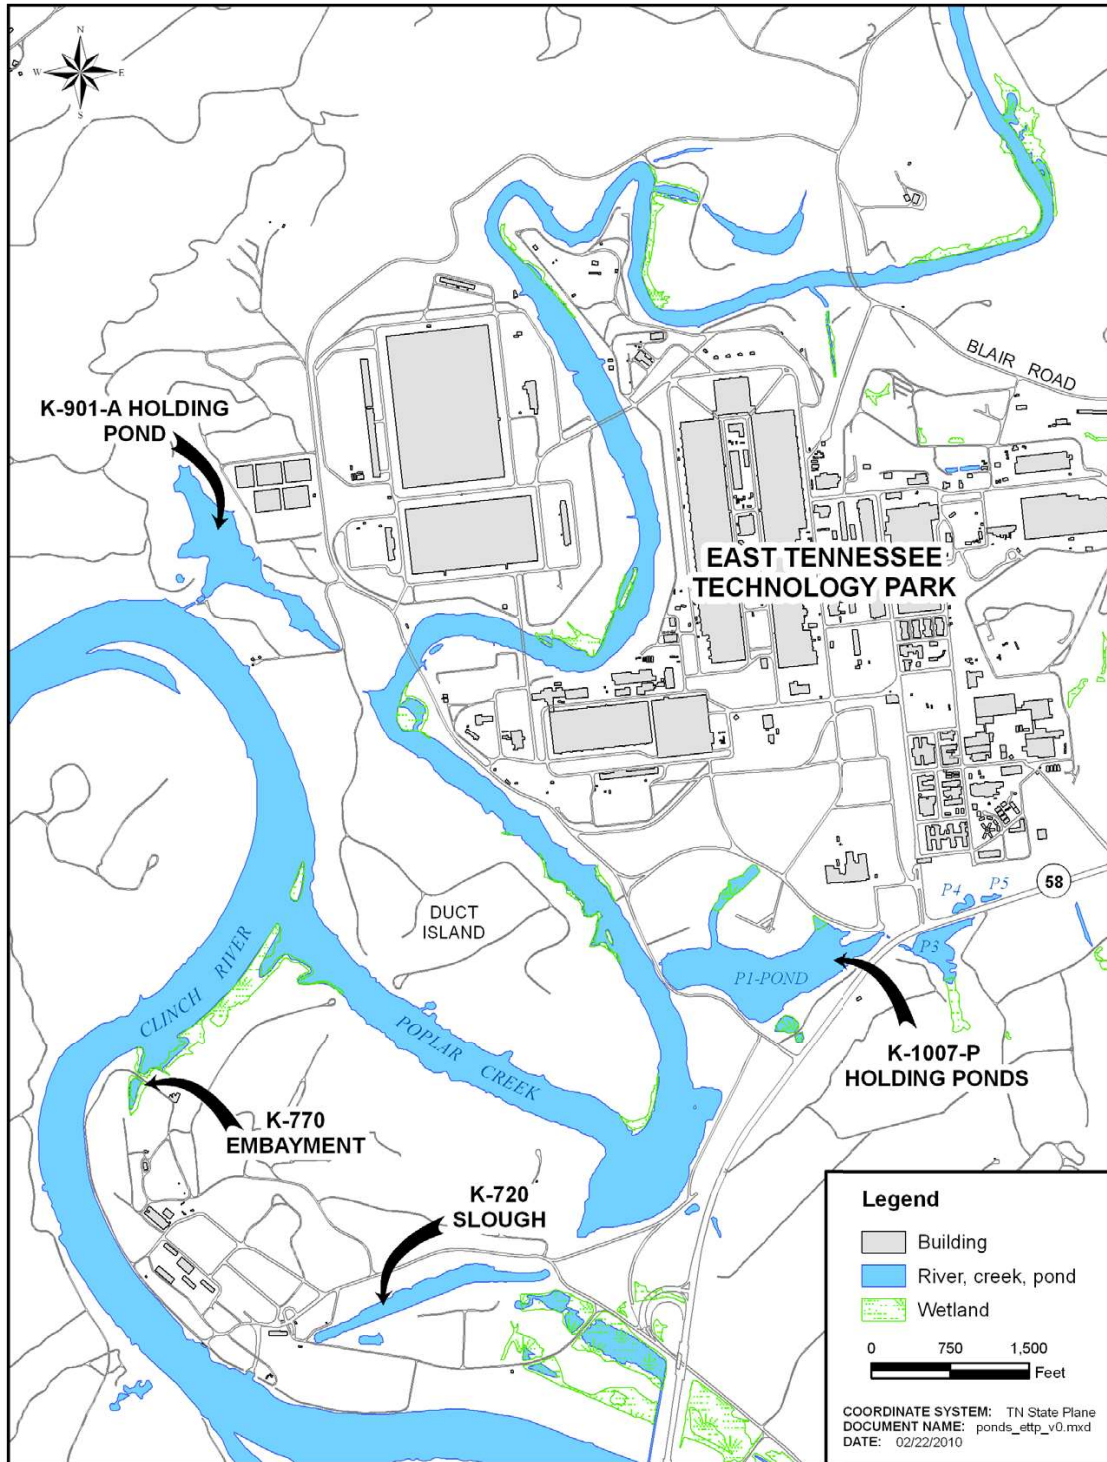 N
W
E
S
BLAIR ROAD
K-901-A HOLDING
POND
EAST TENNESSEE
TECHNOLOGY PARK
58
P4
P5
DUCT
ISLAND
P3
P1-POND
CLINCH RIVER
POPLAR CREEK
K-1007-P
HOLDING PONDS
K-770
EMBAYMENT
K-720
SLOUGH
Legend
Building
River, creek, pond
Wetland
0 750 1,500
Feet
COORDINATE SYSTEM: TN State Plane
DOCUMENT NAME: ponds_ettp_v0.mxd
DATE: 02/22/2010